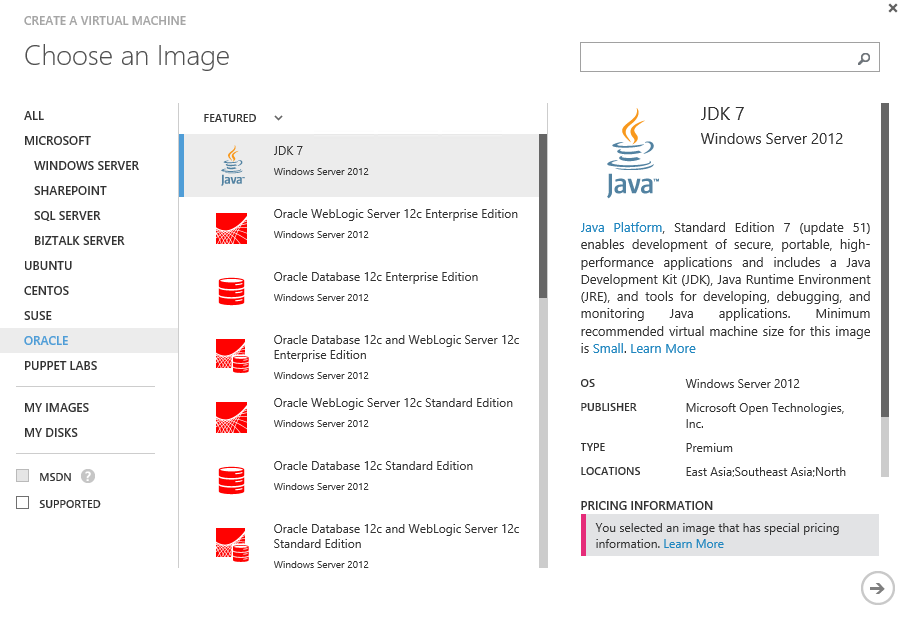 CREATE A VIRTUAL MACHINE
Choose an Image
ALL
MICROSOFT
WINDOWS SERVER
SHAREPOINT
SQL SERVER
BIZTALK SERVER
UBUNTU
CENTOS
SUSE
ORACLE
PUPPET LABS
MY IMAGES
MY DISKS
MSDN ?
SUPPORTED
FEATURED
Java
JDK 7
Windows Server 2012
Oracle WebLogic Server 12c Enterprise Edition
Windows Server 2012
Oracle Database 12c Enterprise Edition
Windows Server 2012
Oracle Database 12c and WebLogic Server 12c
Enterprise Edition
Windows Server 2012
Oracle WebLogic Server 12c Standard Edition
Windows Server 2012
Oracle Database 12c Standard Edition
Windows Server 2012
Oracle Database 12c and WebLogic Server 12c
Standard Edition
Windows Server 2012
Java™
JDK 7
Windows Server 2012
Java Platform, Standard Edition 7 (update 51)
enables development of secure, portable, high-
performance applications and includes a Java
Development Kit (JDK), Java Runtime Environment
(JRE), and tools for developing, debugging, and
monitoring Java applications. Minimum
recommended virtual machine size for this image
is Small. Learn More
OS Windows Server 2012
PUBLISHER Microsoft Open Technologies,
Inc.
TYPE Premium
LOCATIONS East Asia;Southeast Asia;North
PRICING INFORMATION
You selected an image that has special pricing
information. Learn More